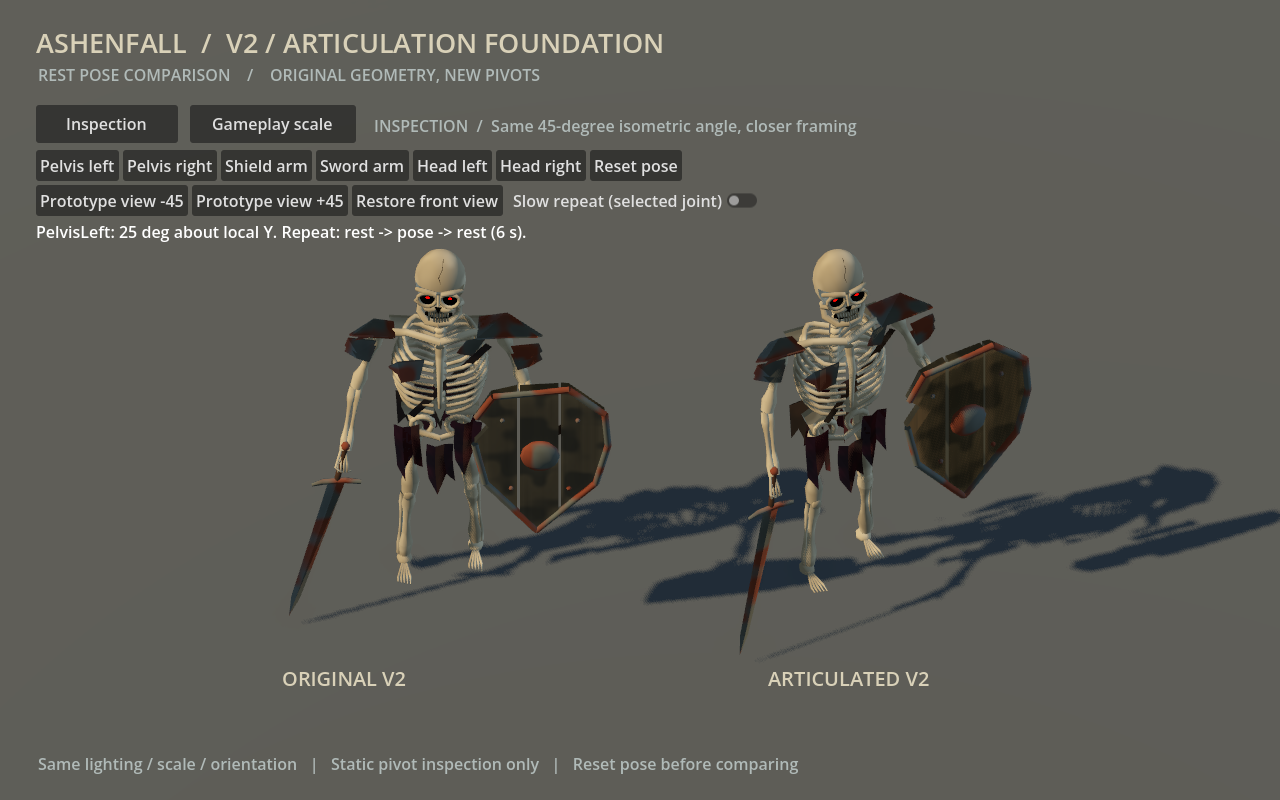 ASHENFALL / V2 / ARTICULATION FOUNDATION
REST POSE COMPARISON / ORIGINAL GEOMETRY, NEW PIVOTS
Inspection Gameplay scale INSPECTION / Same 45-degree isometric angle, closer framing
Pelvis left Pelvis right Shield arm Sword arm Head left Head right Reset pose
Prototype view -45 Prototype view +45 Restore front view Slow repeat (selected joint)
PelvisLeft: 25 deg about local Y. Repeat: rest -> pose -> rest (6 s).
ORIGINAL V2 ARTICULATED V2
Same lighting / scale / orientation | Static pivot inspection only | Reset pose before comparing